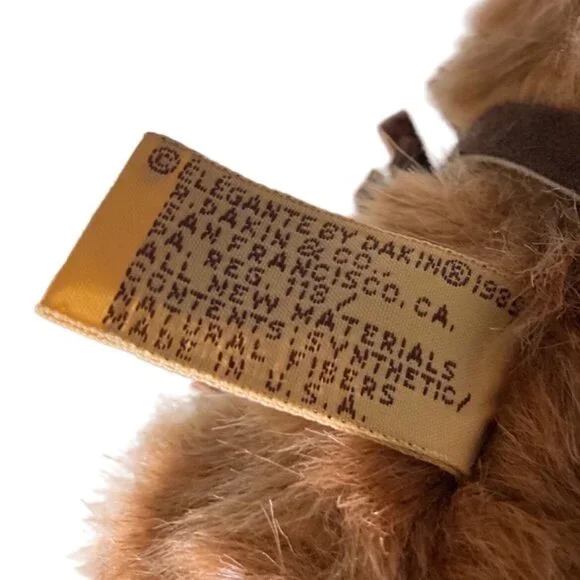 © ELEGANTE BY DAKIN® 1985
R. DAKIN & CO.
SAN FRANCISCO, CA.
PA. REG. 118/
ALL NEW MATERIALS
CONTENTS: SYNTHETIC/
NATURAL FIBERS
MADE IN U.S.A.